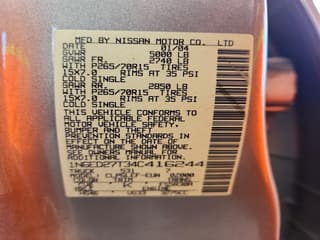 MFD BY NISSAN MOTOR CO. LTD
DATE 01/04
GVWR 5000 LB
GAWR FR. 2740 LB
WITH P265/70R15 TIRES
15X7.0 RIMS AT 35 PSI
COLD SINGLE
GAWR RR. 2850 LB
WITH P265/70R15 TIRES
15X7.0 RIMS AT 35 PSI
COLD SINGLE
THIS VEHICLE CONFORMS TO
ALL APPLICABLE FEDERAL
MOTOR VEHICLE SAFETY,
BUMPER AND THEFT
PREVENTION STANDARDS IN
EFFECT ON THE DATE OF
MANUFACTURE SHOWN ABOVE.
SEE OWNERS MANUAL FOR
ADDITIONAL INFORMATION.
1N6ED27T34C416244
TRUCK
ENGINE